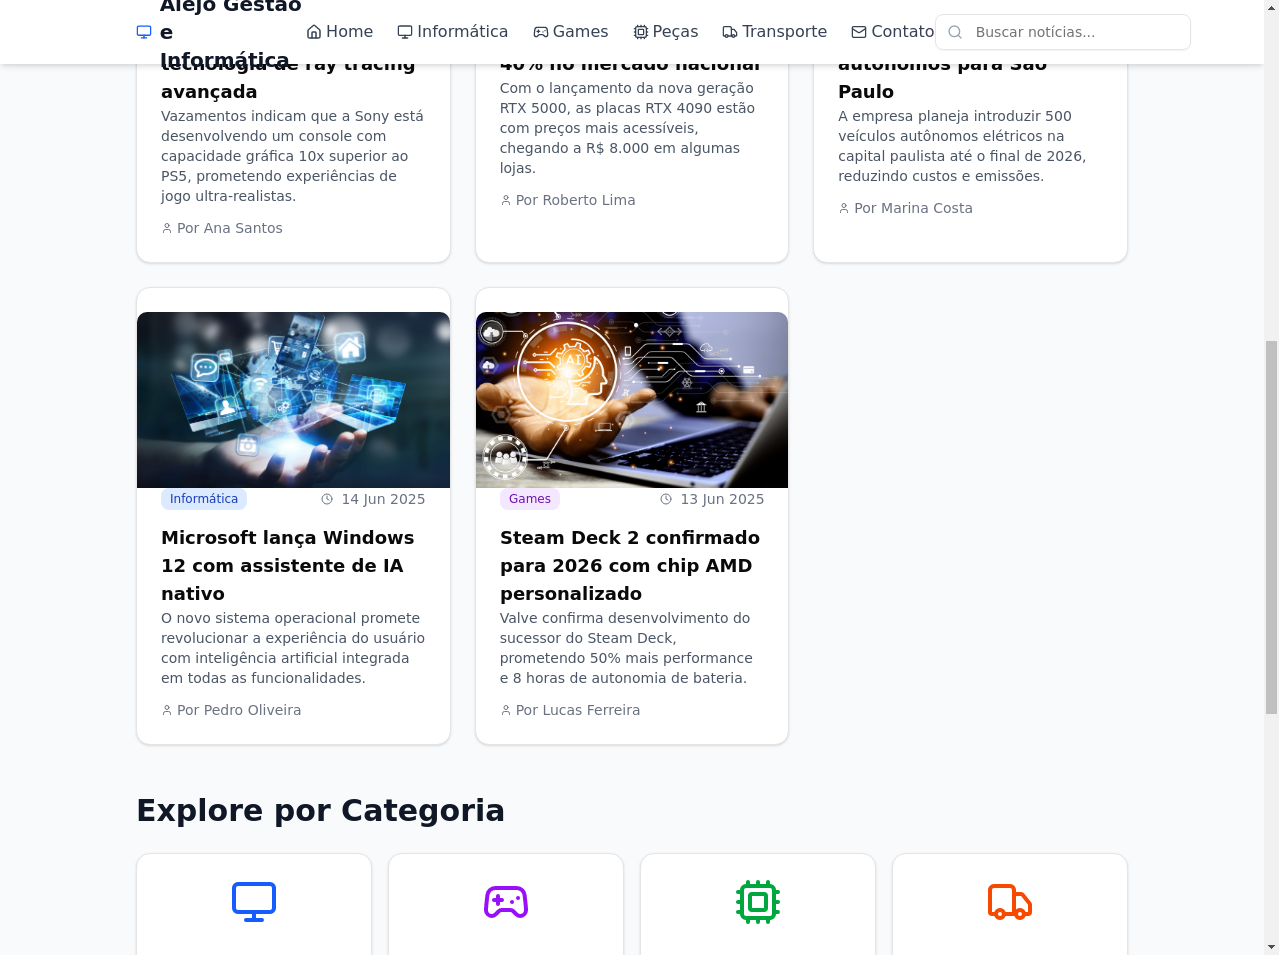 Alejo Gestão
e
Informática
Home
Informática
Games
Peças
Transporte
Contato
Buscar notícias...
tecnologia de ray tracing
avançada
Vazamentos indicam que a Sony está
desenvolvendo um console com
capacidade gráfica 10x superior ao
PS5, prometendo experiências de
jogo ultra-realistas.
Por Ana Santos
40% no mercado nacional
Com o lançamento da nova geração
RTX 5000, as placas RTX 4090 estão
com preços mais acessíveis,
chegando a R$ 8.000 em algumas
lojas.
Por Roberto Lima
autônomos para São
Paulo
A empresa planeja introduzir 500
veículos autônomos elétricos na
capital paulista até o final de 2026,
reduzindo custos e emissões.
Por Marina Costa
Informática
14 Jun 2025
Microsoft lança Windows
12 com assistente de IA
nativo
O novo sistema operacional promete
revolucionar a experiência do usuário
com inteligência artificial integrada
em todas as funcionalidades.
Por Pedro Oliveira
AI
Games
13 Jun 2025
Steam Deck 2 confirmado
para 2026 com chip AMD
personalizado
Valve confirma desenvolvimento do
sucessor do Steam Deck,
prometendo 50% mais performance
e 8 horas de autonomia de bateria.
Por Lucas Ferreira
Explore por Categoria